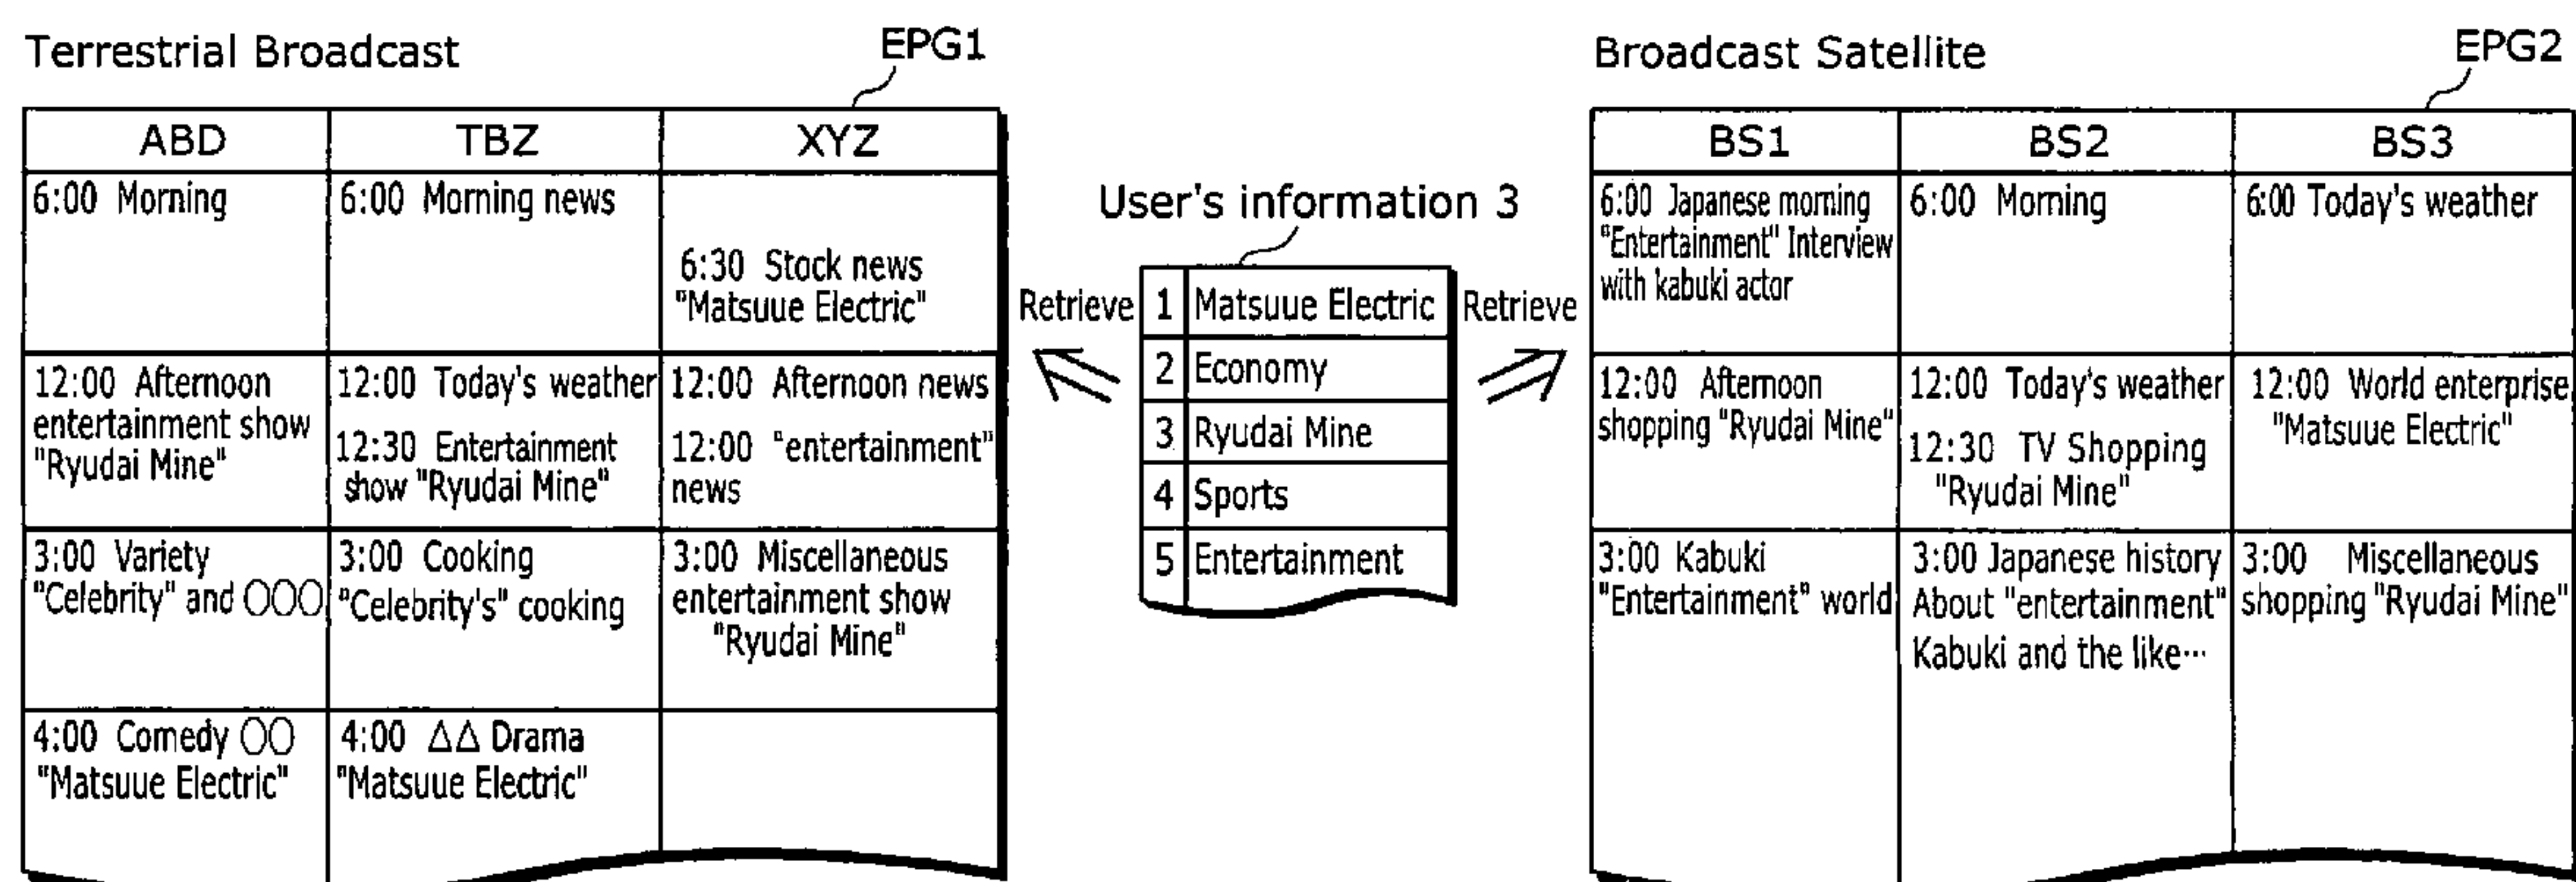 Terrestrial Broadcast
EPG1
ABD
TBZ
XYZ
6:00 Morning
6:00 Morning news
6:30 Stock news
"Matsuue Electric"
12:00 Afternoon
entertainment show
"Ryudai Mine"
12:00 Today's weather
12:30 Entertainment
show "Ryudai Mine"
12:00 Afternoon news
12:00 "entertainment"
news
3:00 Variety
"Celebrity" and ○○○
3:00 Cooking
"Celebrity's" cooking
3:00 Miscellaneous
entertainment show
"Ryudai Mine"
4:00 Comedy ○○
"Matsuue Electric"
4:00 △△ Drama
"Matsuue Electric"
User's information 3
Retrieve
1 Matsuue Electric
2 Economy
3 Ryudai Mine
4 Sports
5 Entertainment
Retrieve
Broadcast Satellite
EPG2
BS1
BS2
BS3
6:00 Japanese morning
"Entertainment" Interview
with kabuki actor
6:00 Morning
6:00 Today's weather
12:00 Afternoon
shopping "Ryudai Mine"
12:00 Today's weather
12:30 TV Shopping
"Ryudai Mine"
12:00 World enterprise
"Matsuue Electric"
3:00 Kabuki
"Entertainment" world
3:00 Japanese history
About "entertainment"
Kabuki and the like…
3:00 Miscellaneous
shopping "Ryudai Mine"